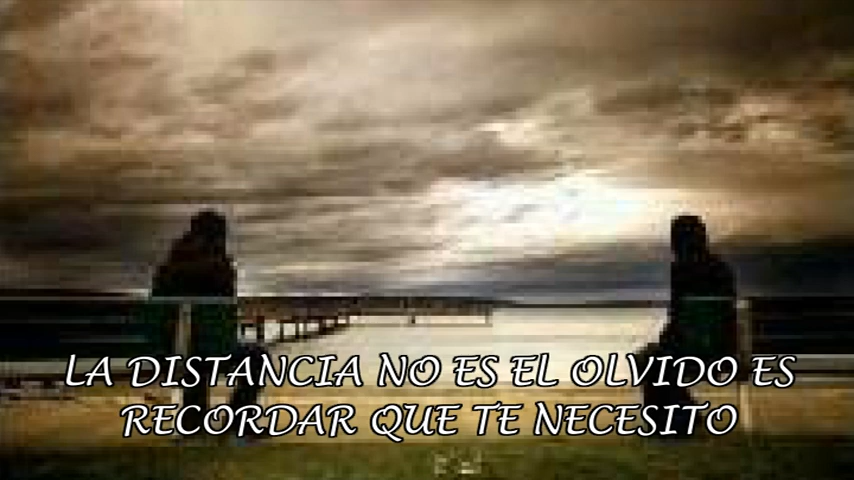 LA DISTANCIA NO ES EL OLVIDO ES
RECORDAR QUE TE NECESITO